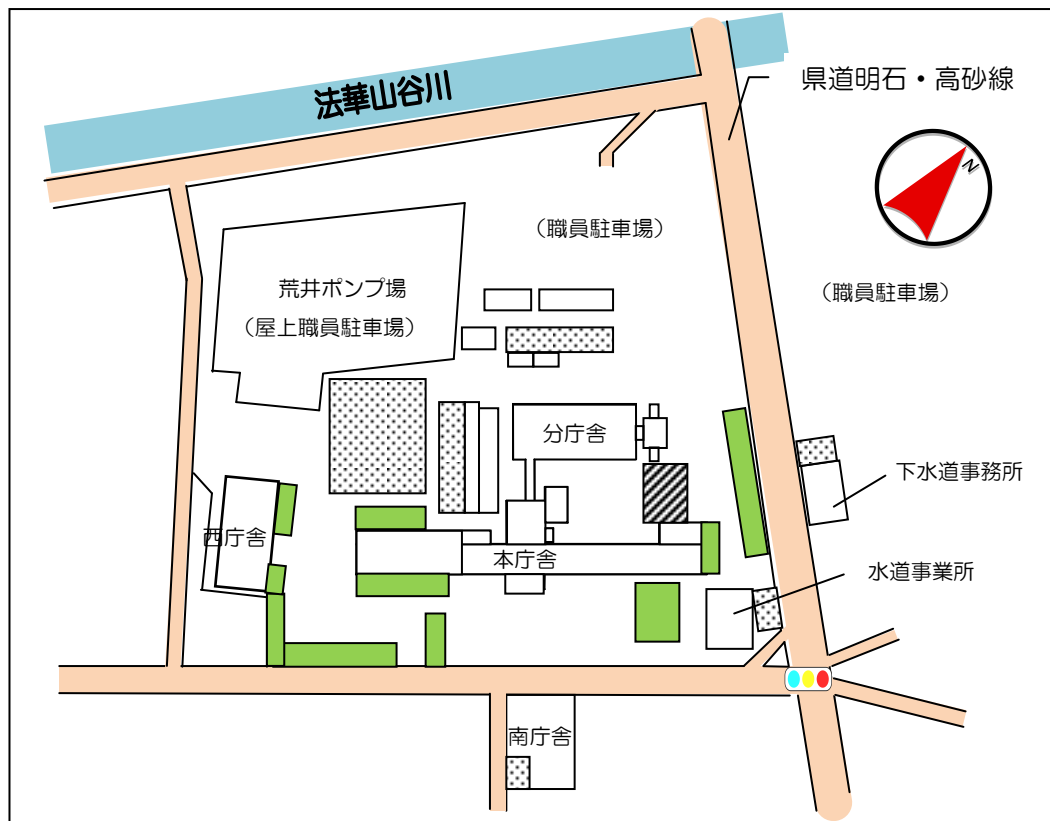 県道明石・高砂線
法華山谷川
N
（職員駐車場）
荒井ポンプ場
（屋上職員駐車場）
（職員駐車場）
分庁舎
下水道事務所
西庁舎
本庁舎
水道事業所
南庁舎